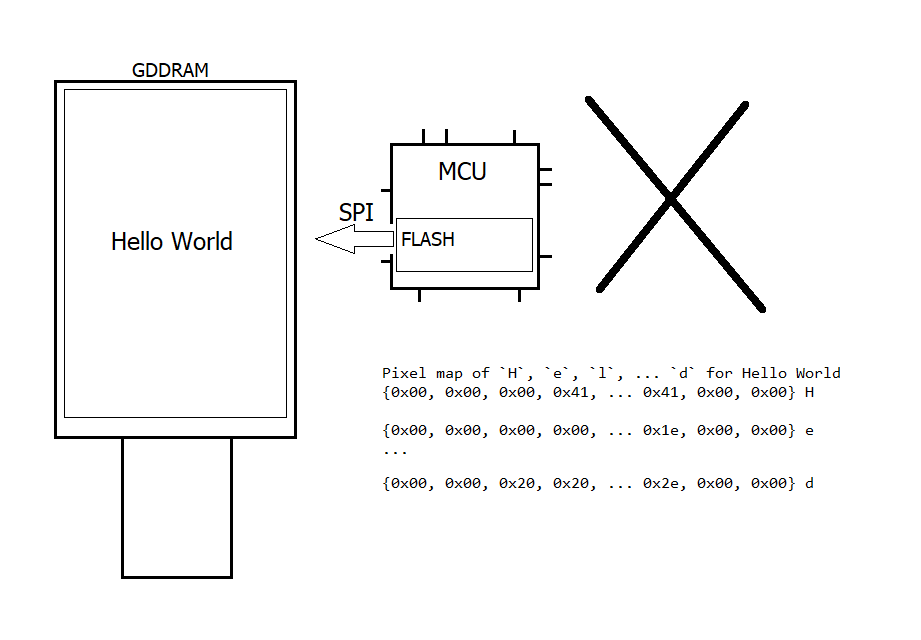 GDDRAM
Hello World
MCU
SPI
FLASH
Pixel map of `H`, `e`, `l`, ... `d` for Hello World
{0x00, 0x00, 0x00, 0x41, ... 0x41, 0x00, 0x00} H
{0x00, 0x00, 0x00, 0x00, ... 0x1e, 0x00, 0x00} e
...
{0x00, 0x00, 0x20, 0x20, ... 0x2e, 0x00, 0x00} d